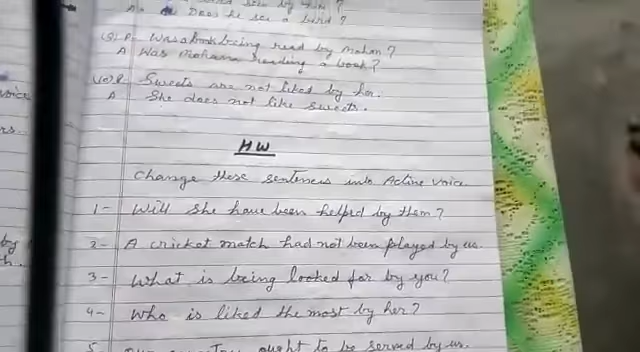 Does he see a bird?
(9) P- Was a book being read by Mohan?
A Was Mohan reading a book?
(10) P. Sweets are not liked by her.
A She does not like sweets.
HW
Change these sentences into Active Voice
1- Will she have been helped by them?
2- A cricket match had not been played by us.
3- What is being looked for by you?
4- Who is liked the most by her?
5 ought to be served by us.